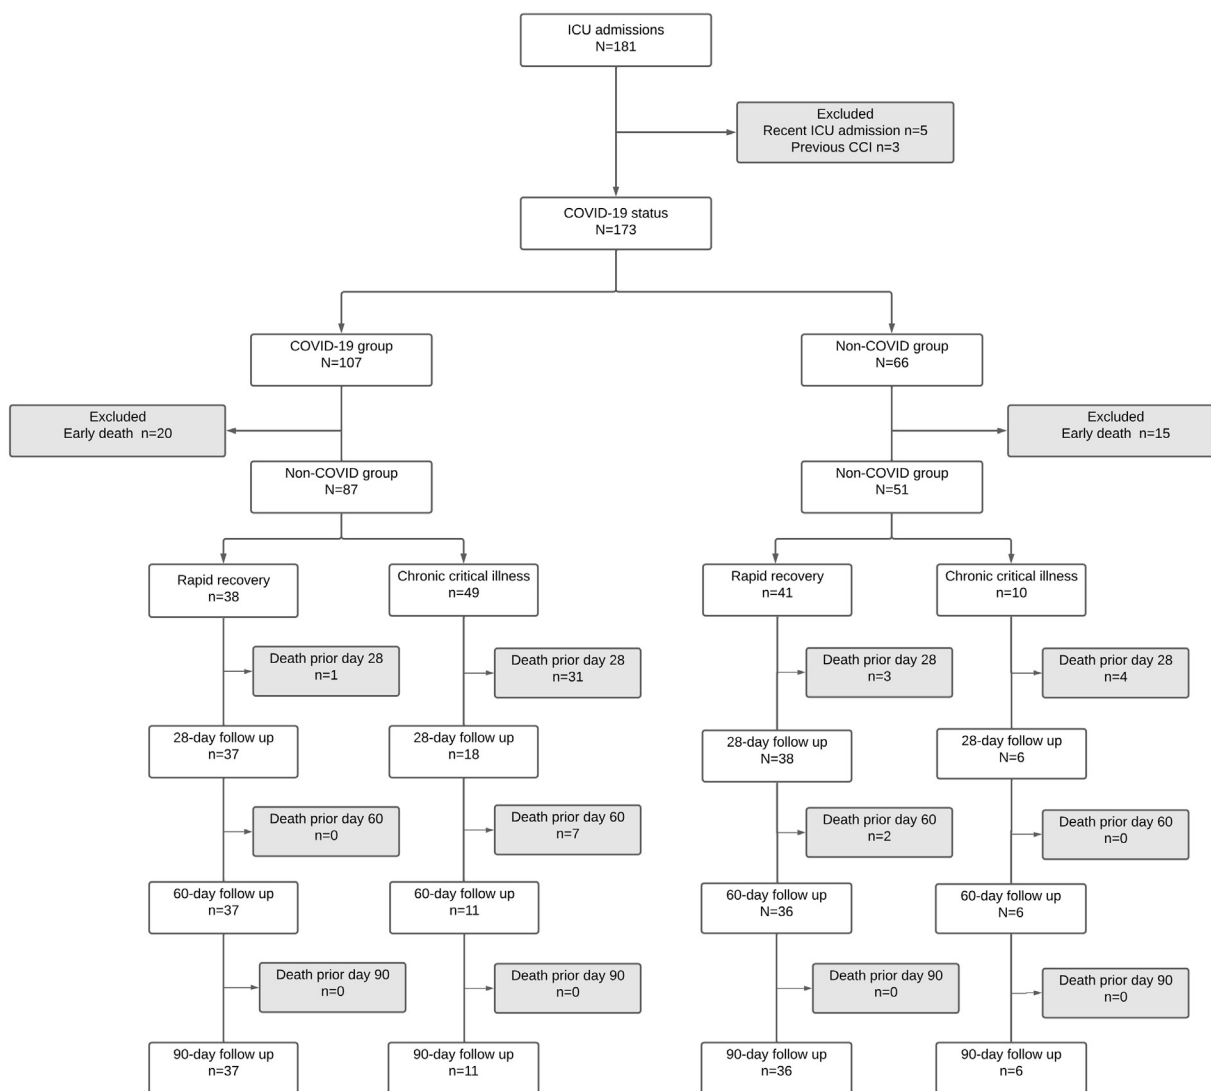 ICU admissions
N=181
Excluded
Recent ICU admission n=5
Previous CCI n=3
COVID-19 status
N=173
COVID-19 group
N=107
Non-COVID group
N=66
Excluded
Early death n=20
Excluded
Early death n=15
Non-COVID group
N=87
Non-COVID group
N=51
Rapid recovery
n=38
Chronic critical illness
n=49
Rapid recovery
n=41
Chronic critical illness
n=10
Death prior day 28
n=1
Death prior day 28
n=31
Death prior day 28
n=3
Death prior day 28
n=4
28-day follow up
n=37
28-day follow up
n=18
28-day follow up
N=38
28-day follow up
N=6
Death prior day 60
n=0
Death prior day 60
n=7
Death prior day 60
n=2
Death prior day 60
n=0
60-day follow up
n=37
60-day follow up
n=11
60-day follow up
N=36
60-day follow up
N=6
Death prior day 90
n=0
Death prior day 90
n=0
Death prior day 90
n=0
Death prior day 90
n=0
90-day follow up
n=37
90-day follow up
n=11
90-day follow up
n=36
90-day follow up
n=6